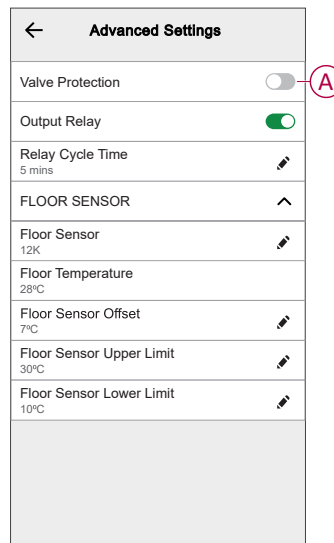 Advanced Settings
Valve Protection
A
Output Relay
Relay Cycle Time
5 mins
FLOOR SENSOR
Floor Sensor
12K
Floor Temperature
28ºC
Floor Sensor Offset
7ºC
Floor Sensor Upper Limit
30ºC
Floor Sensor Lower Limit
10ºC